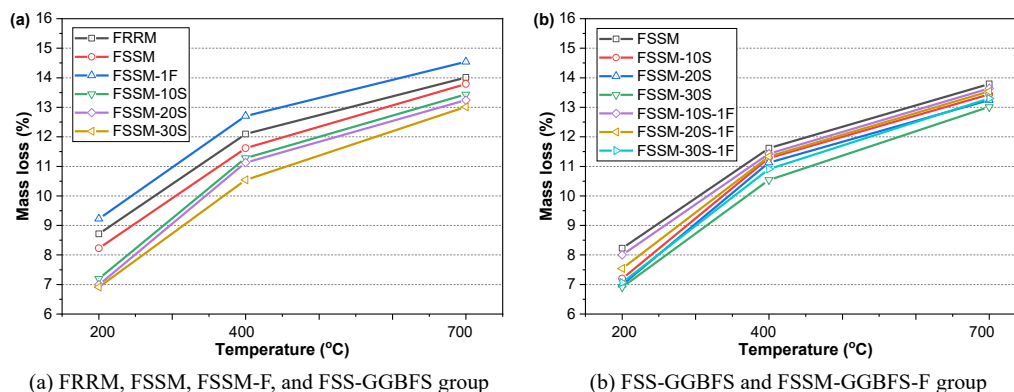 (a)
16
15
14
13
12
11
10
9
8
7
6
Mass loss (%)
FRRM
FSSM
FSSM-1F
FSSM-10S
FSSM-20S
FSSM-30S
200
400
700
Temperature (°C)
(a) FRRM, FSSM, FSSM-F, and FSS-GGBFS group
(b)
16
15
14
13
12
11
10
9
8
7
6
Mass loss (%)
FSSM
FSSM-10S
FSSM-20S
FSSM-30S
FSSM-10S-1F
FSSM-20S-1F
FSSM-30S-1F
200
400
700
Temperature (°C)
(b) FSS-GGBFS and FSSM-GGBFS-F group